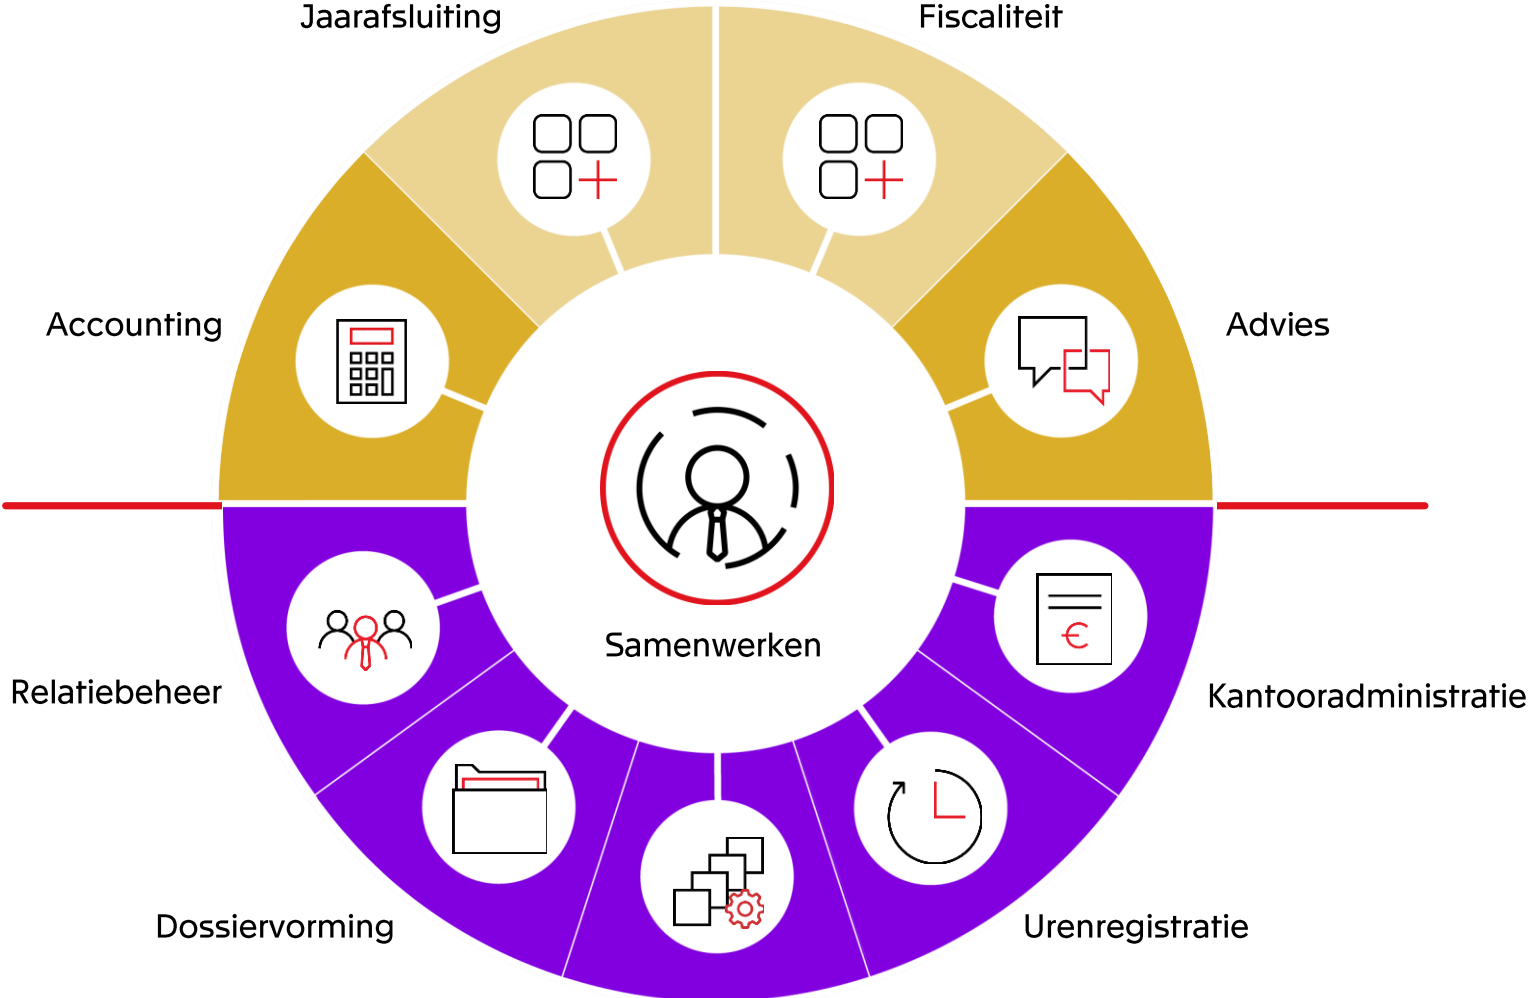 Jaarafsluiting
Fiscaliteit
Accounting
Advies
Samenwerken
Relatiebeheer
Kantooradministratie
Dossiervorming
Urenregistratie
€